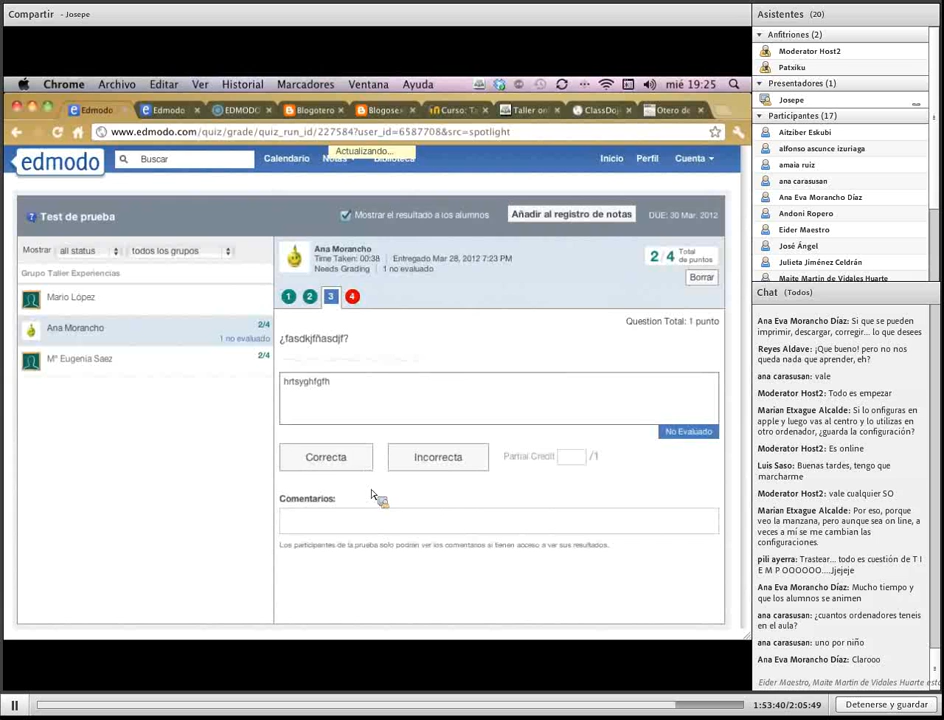 Compartir - Josepe
Chrome Archivo Editar Ver Historial Marcadores Ventana Ayuda mié 19:25
Edmodo Edmodo EDMODO Blogotero Blogose× Curso: T Taller on ClassDoj Otero de
www.edmodo.com/quiz/grade/quiz_run_id/227584?user_id=6587708&src=spotlight
Actualizando...
edmodo Buscar Calendario Notas Biblioteca Inicio Perfil Cuenta
Test de prueba Mostrar el resultado a los alumnos Añadir al registro de notas DUE: 30 Mar. 2012
Mostrar all status todos los grupos
Grupo Taller Experiencias
Mario López
Ana Morancho 2/4
1 no evaluado
Mª Eugenia Saez 2/4
Ana Morancho
Time Taken: 00:38 Entregado Mar 28, 2012 7:23 PM
Needs Grading 1 no evaluado
2/4 Total de puntos
Borrar
1 2 3 4
Question Total: 1 punto
¿fasdkjfñasdjf?
hrtsyghfgfh
No Evaluado
Correcta Incorrecta Partial Credit /1
Comentarios:
Los participantes de la prueba solo podrán ver los comentarios si tienen acceso a ver sus resultados.
Asistentes (20)
Anfitriones (2)
Moderator Host2
Patxiku
Presentadores (1)
Josepe
Participantes (17)
Aitziber Eskubi
alfonso ascunce izuriaga
amaia ruiz
ana carasusan
Ana Eva Morancho Díaz
Andoni Ropero
Eider Maestro
José Ángel
Julieta Jiménez Celdrán
Maite Martin de Vidales Huarte
Chat (Todos)
Ana Eva Morancho Díaz: Si que se pueden
imprimir, descargar, corregir... lo que desees
Reyes Aldave: ¡Que bueno! pero no nos
queda nada que aprender, eh?
ana carasusan: vale
Moderator Host2: Todo es empezar
Marian Etxague Alcalde: Si lo onfiguras en
apple y luego vas al centro y lo utilizas en
otro ordenador, ¿guarda la configuración?
Moderator Host2: Es online
Luis Saso: Buenas tardes, tengo que
marcharme
Moderator Host2: vale cualquier SO
Marian Etxague Alcalde: Por eso, porque
veo la manzana, pero aunque sea on line, a
veces a mí se me cambian las
configuraciones.
pili ayerra: Trastear... todo es cuestión de T I
E M P OOOOOO....Jjejeje
Ana Eva Morancho Díaz: Mucho tiempo y
que los alumnos se animen
ana carasusan: ¿cuantos ordenadores teneis
en el aula?
ana carasusan: uno por niño
Ana Eva Morancho Díaz: Clarooo
Eider Maestro, Maite Martin de Vidales Huarte
1:53:40/2:05:49
Detenerse y guardar